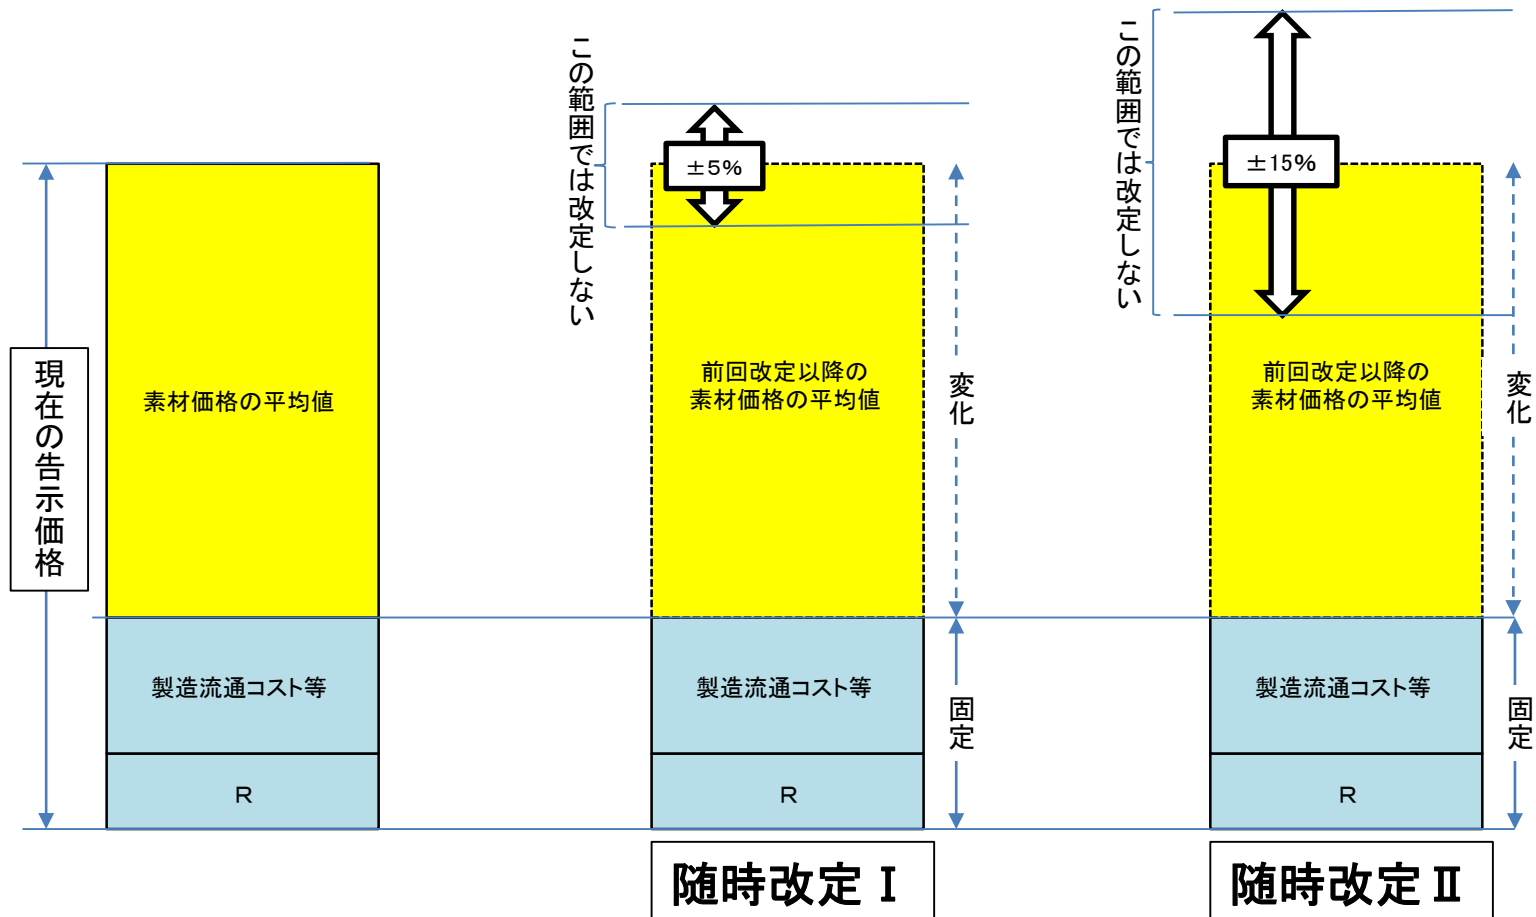 現在の告示価格
素材価格の平均値
製造流通コスト等
R
この範囲では改定しない
±5%
前回改定以降の
素材価格の平均値
変化
製造流通コスト等
固定
R
随時改定Ⅰ
この範囲では改定しない
±15%
前回改定以降の
素材価格の平均値
変化
製造流通コスト等
固定
R
随時改定Ⅱ